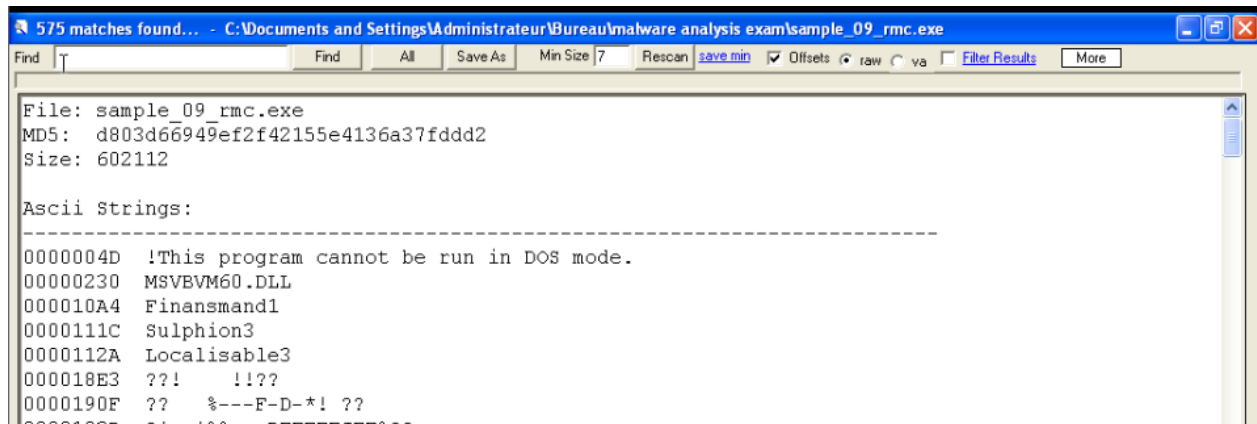 575 matches found... - C:\Documents and Settings\Administrateur\Bureau\malware analysis exam\sample_09_rmc.exe
Find Find All Save As Min Size 7 Rescan save min Offsets raw va Filter Results More
File: sample_09_rmc.exe
MD5: d803d66949ef2f42155e4136a37fddd2
Size: 602112
Ascii Strings:
---------------------------------------------------------------------------
0000004D !This program cannot be run in DOS mode.
00000230 MSVBVM60.DLL
000010A4 Finansmand1
0000111C Sulphion3
0000112A Localisable3
000018E3 ??! !!??
0000190F ?? %---F-D-*! ??